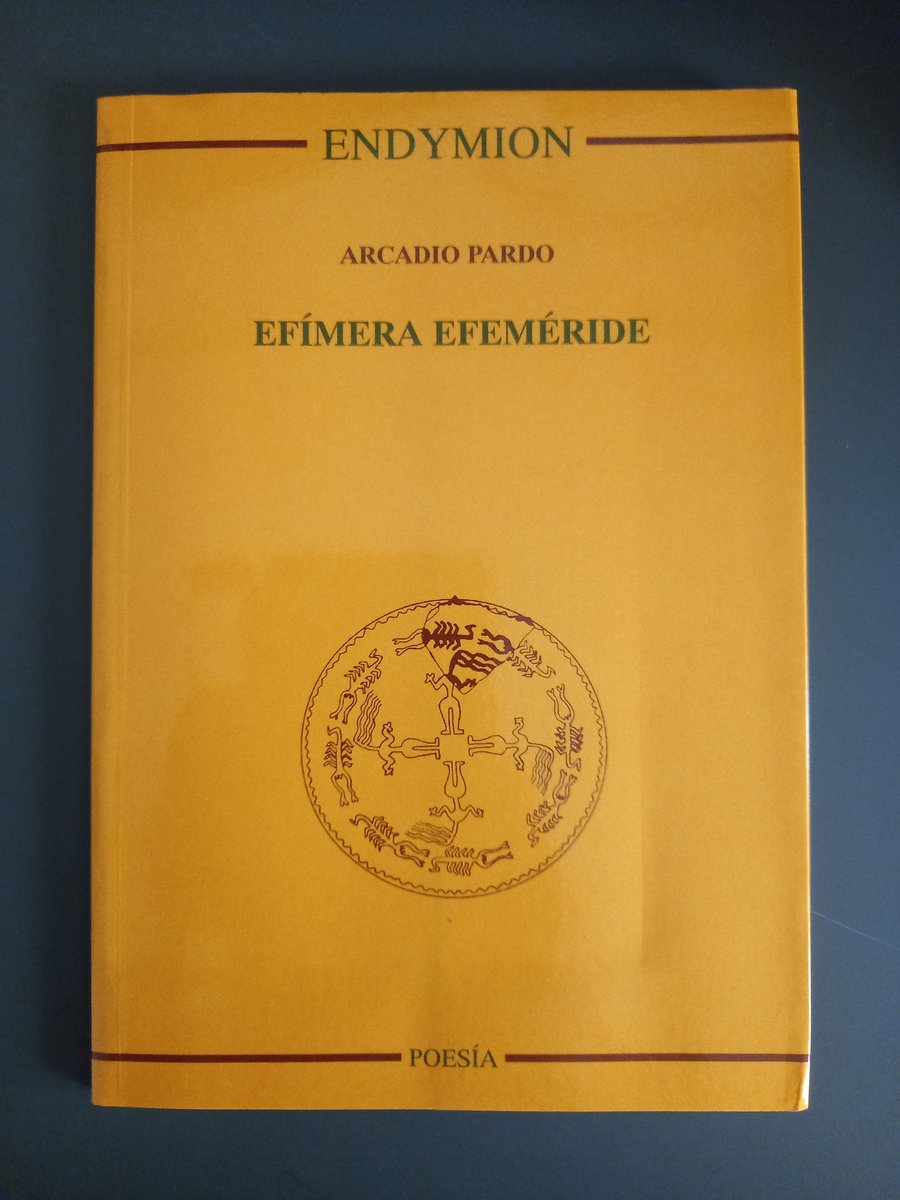 ENDYMION
ARCADIO PARDO
EFÍMERA EFEMÉRIDE
POESÍA